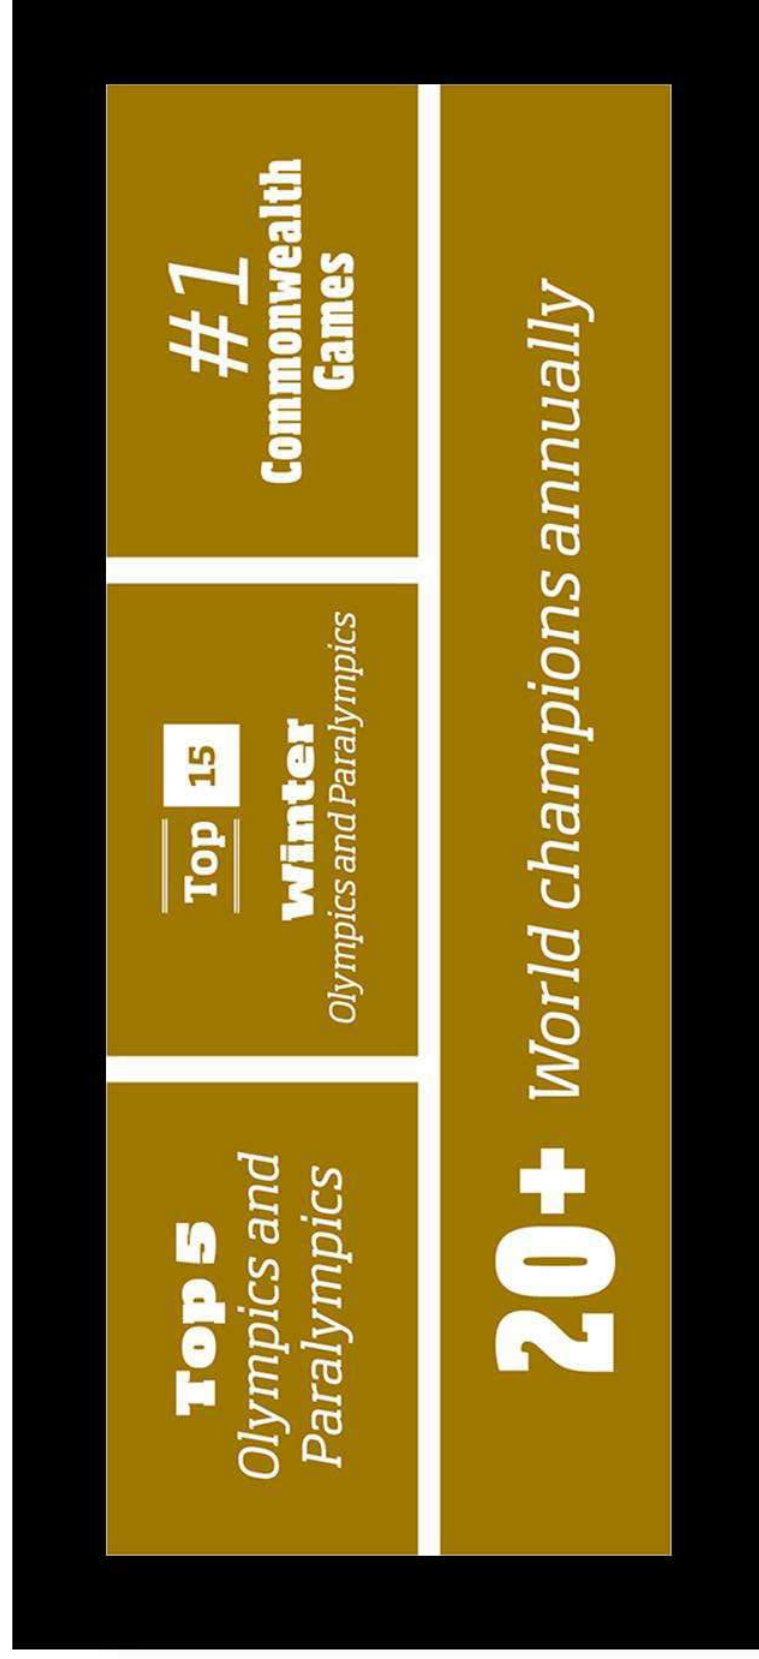 Top 5
Olympics and
Paralympics
Top 15
Winter
Olympics and Paralympics
#1
Commonwealth
Games
20+ World champions annually